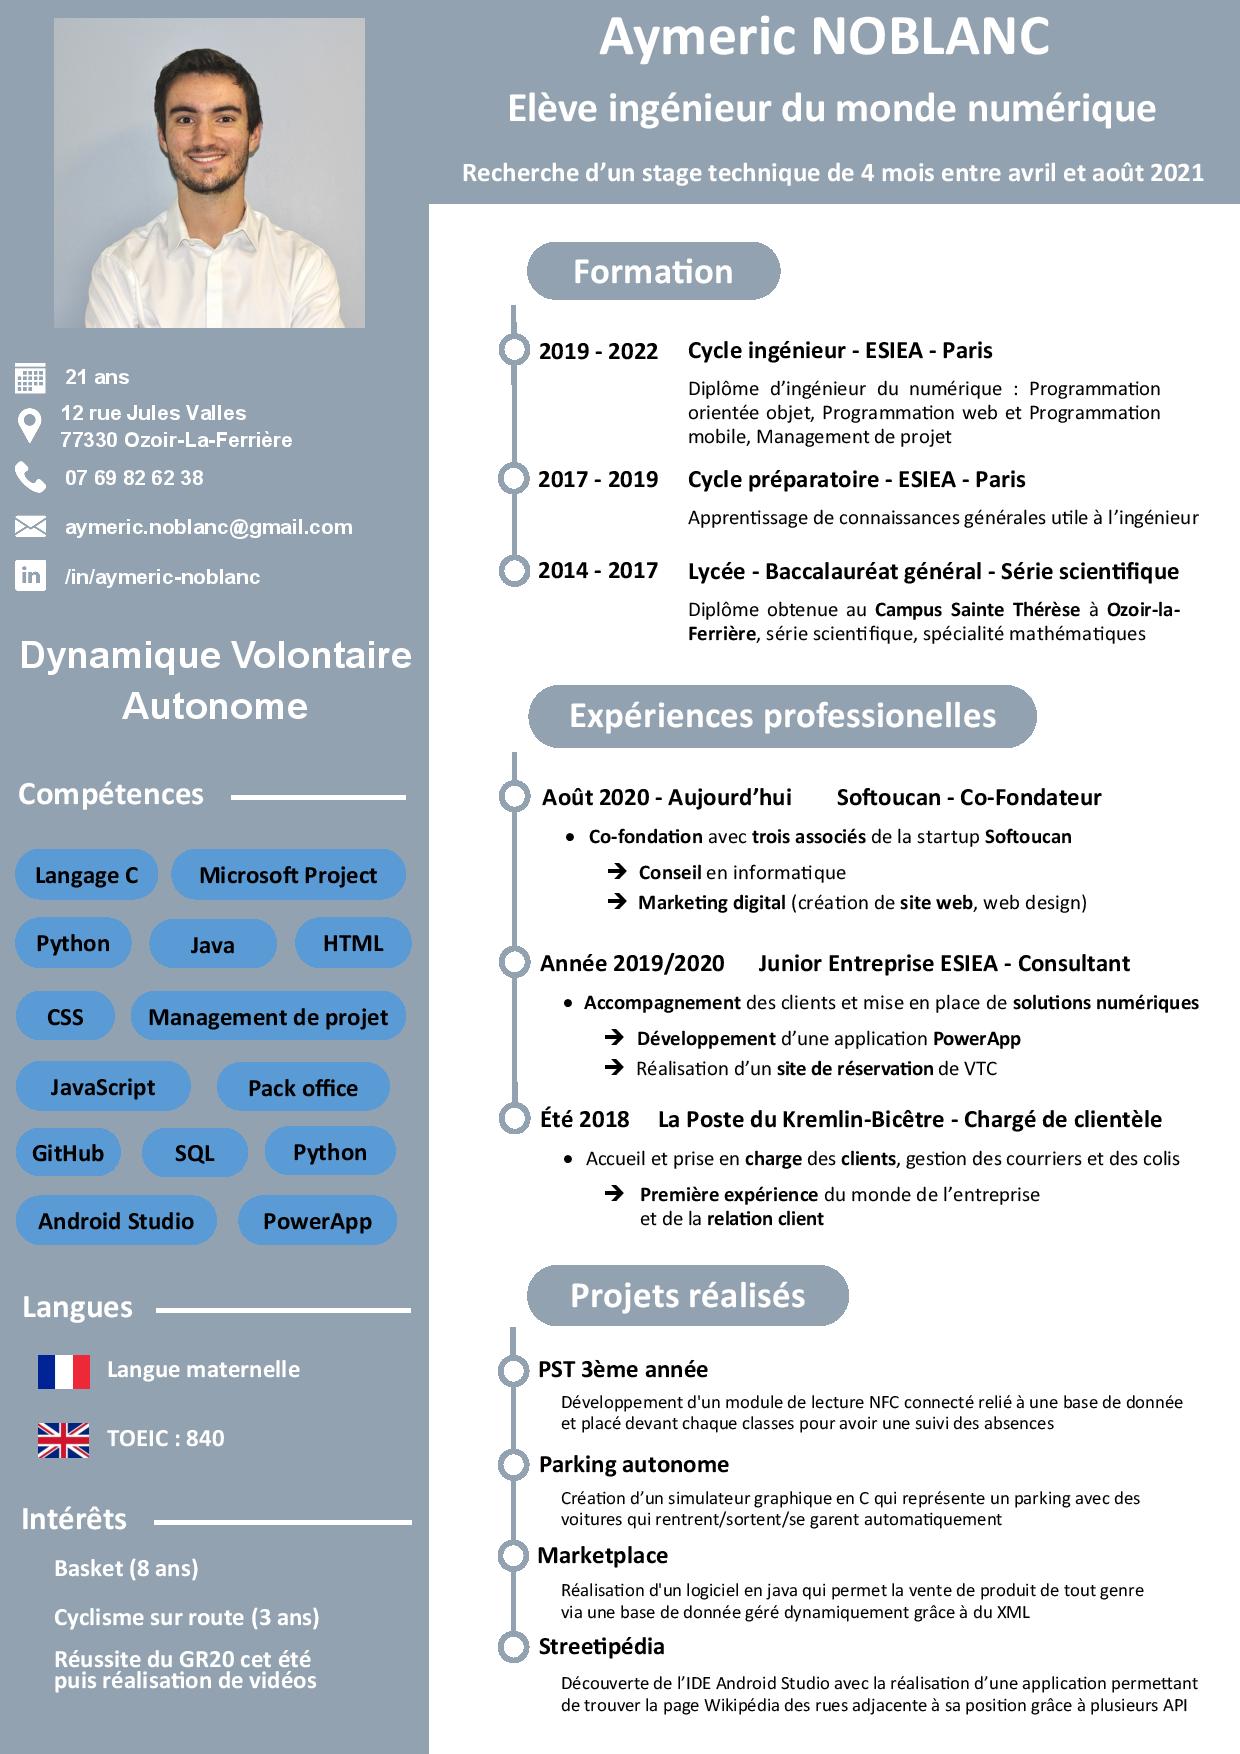 Aymeric NOBLANC
Elève ingénieur du monde numérique
Recherche d’un stage technique de 4 mois entre avril et août 2021
21 ans
12 rue Jules Valles
77330 Ozoir-La-Ferrière
07 69 82 62 38
aymeric.noblanc@gmail.com
in
/in/aymeric-noblanc
Dynamique Volontaire
Autonome
Compétences
Langage C
Microsoft Project
Python
Java
HTML
CSS
Management de projet
JavaScript
Pack office
GitHub
SQL
Python
Android Studio
PowerApp
Langues
Langue maternelle
TOEIC : 840
Intérêts
Basket (8 ans)
Cyclisme sur route (3 ans)
Réussite du GR20 cet été
puis réalisation de vidéos
Formation
2019 - 2022 Cycle ingénieur - ESIEA - Paris
Diplôme d’ingénieur du numérique : Programmation
orientée objet, Programmation web et Programmation
mobile, Management de projet
2017 - 2019 Cycle préparatoire - ESIEA - Paris
Apprentissage de connaissances générales utile à l’ingénieur
2014 - 2017 Lycée - Baccalauréat général - Série scientifique
Diplôme obtenue au Campus Sainte Thérèse à Ozoir-la-
Ferrière, série scientifique, spécialité mathématiques
Expériences professionelles
Août 2020 - Aujourd’hui Softoucan - Co-Fondateur
• Co-fondation avec trois associés de la startup Softoucan
➔ Conseil en informatique
➔ Marketing digital (création de site web, web design)
Année 2019/2020 Junior Entreprise ESIEA - Consultant
• Accompagnement des clients et mise en place de solutions numériques
➔ Développement d’une application PowerApp
➔ Réalisation d’un site de réservation de VTC
Été 2018 La Poste du Kremlin-Bicêtre - Chargé de clientèle
• Accueil et prise en charge des clients, gestion des courriers et des colis
➔ Première expérience du monde de l’entreprise
et de la relation client
Projets réalisés
PST 3ème année
Développement d'un module de lecture NFC connecté relié à une base de donnée
et placé devant chaque classes pour avoir une suivi des absences
Parking autonome
Création d’un simulateur graphique en C qui représente un parking avec des
voitures qui rentrent/sortent/se garent automatiquement
Marketplace
Réalisation d'un logiciel en java qui permet la vente de produit de tout genre
via une base de donnée géré dynamiquement grâce à du XML
Streetipédia
Découverte de l’IDE Android Studio avec la réalisation d’une application permettant
de trouver la page Wikipédia des rues adjacente à sa position grâce à plusieurs API